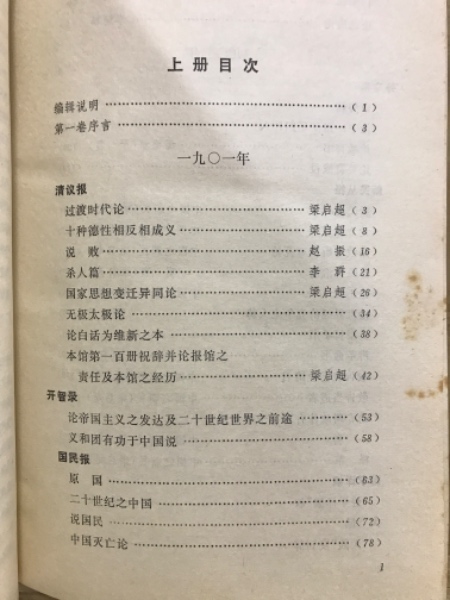 上册目次
编辑说明……………………………………(1)
第一卷序言…………………………………(3)
一九〇一年
清议报
过渡时代论……………………………梁启超(3)
十种德性相反相成义…………………梁启超(8)
说 败…………………………………赵 振(16)
杀人篇…………………………………李 群(21)
国家思想变迁异同论…………………梁启超(26)
无极太极论…………………………………(34)
论白话为维新之本…………………………(38)
本馆第一百册祝辞并论报馆之
责任及本馆之经历……………………梁启超(42)
开智录
论帝国主义之发达及二十世纪世界之前途……(53)
义和团有功于中国说………………………(58)
国民报
原 国………………………………………(63)
二十世纪之中国……………………………(65)
说国民………………………………………(72)
中国灭亡论…………………………………(78)
1